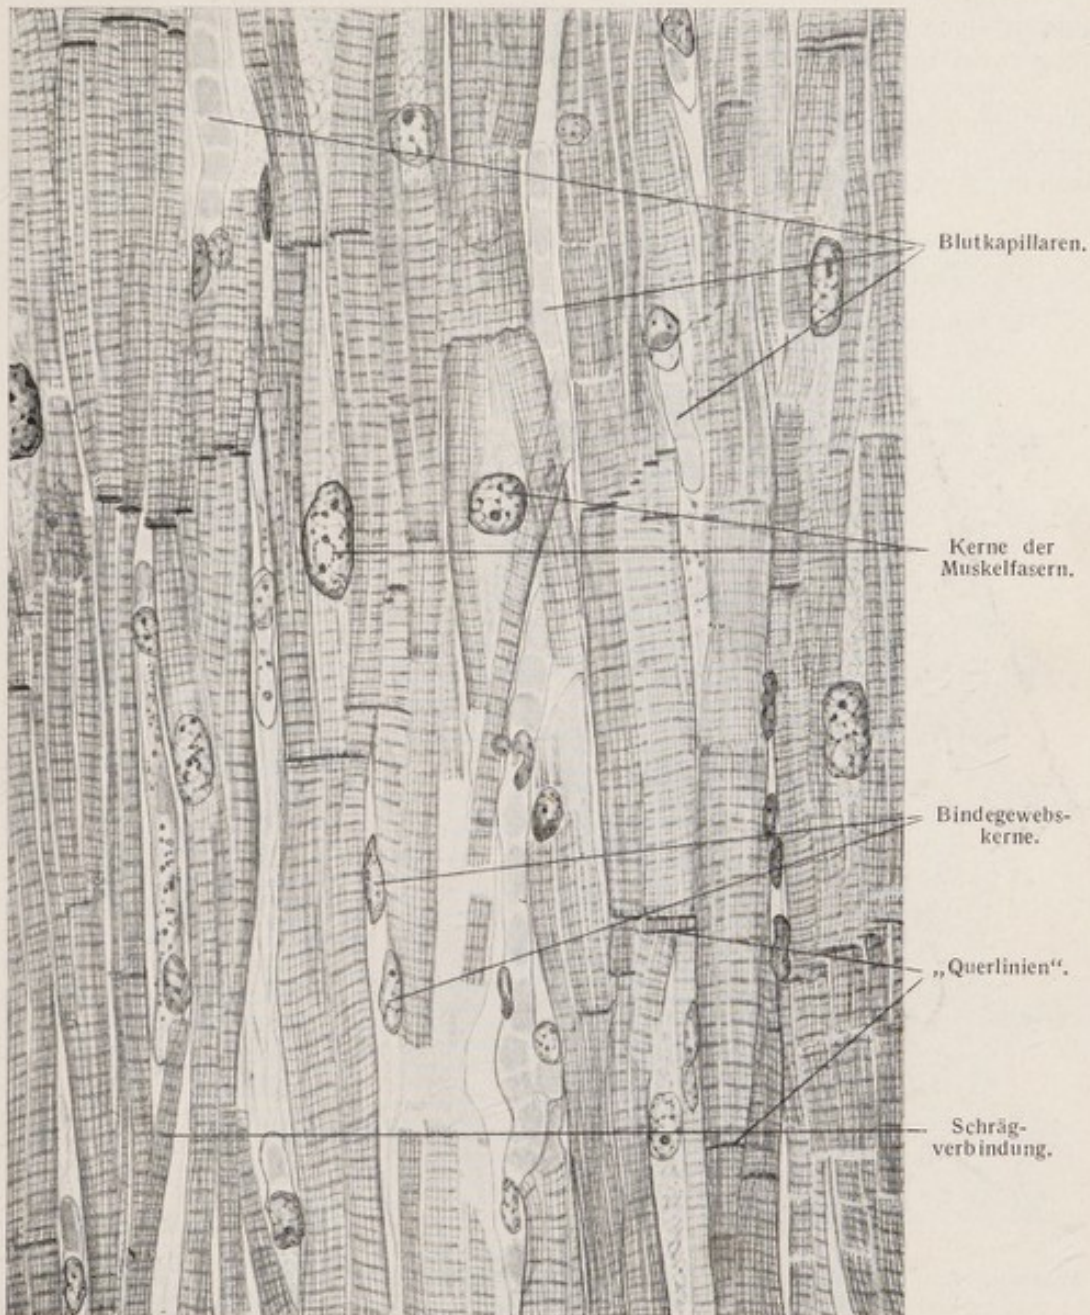 Blutkapillaren.
Kerne der
Muskelfasern.
Bindegewebs-
kerne.
„Querlinien“.
Schräg-
verbindung.